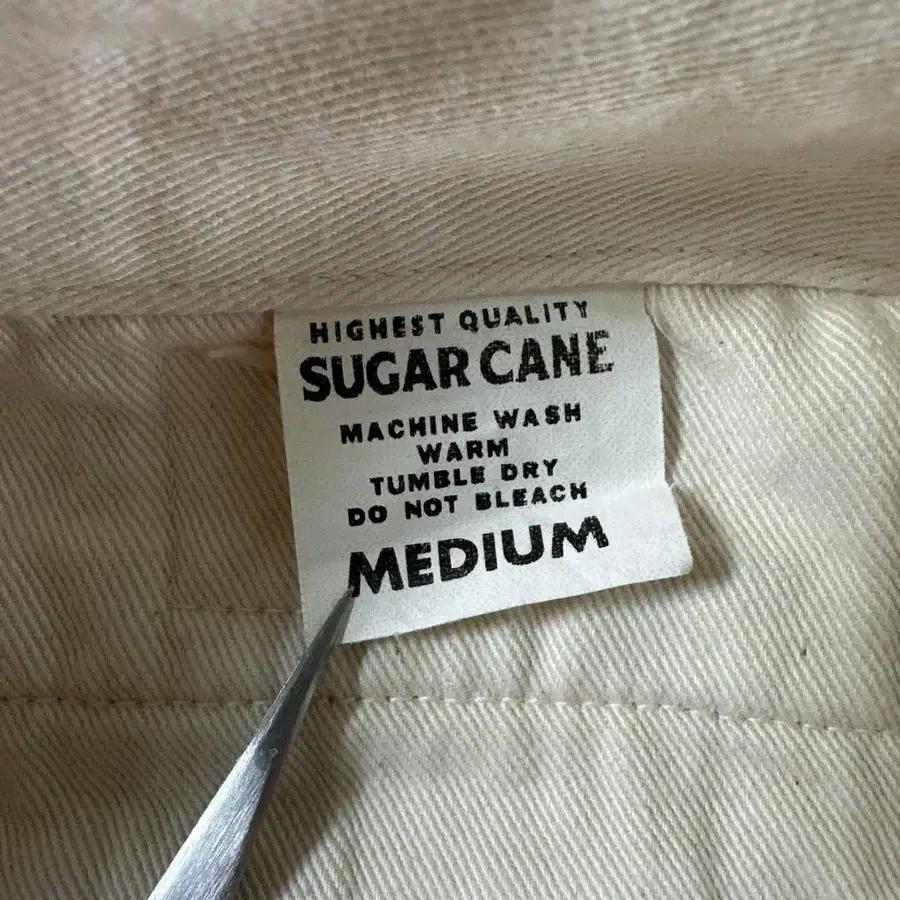 HIGHEST QUALITY
SUGAR CANE
MACHINE WASH
WARM
TUMBLE DRY
DO NOT BLEACH
MEDIUM